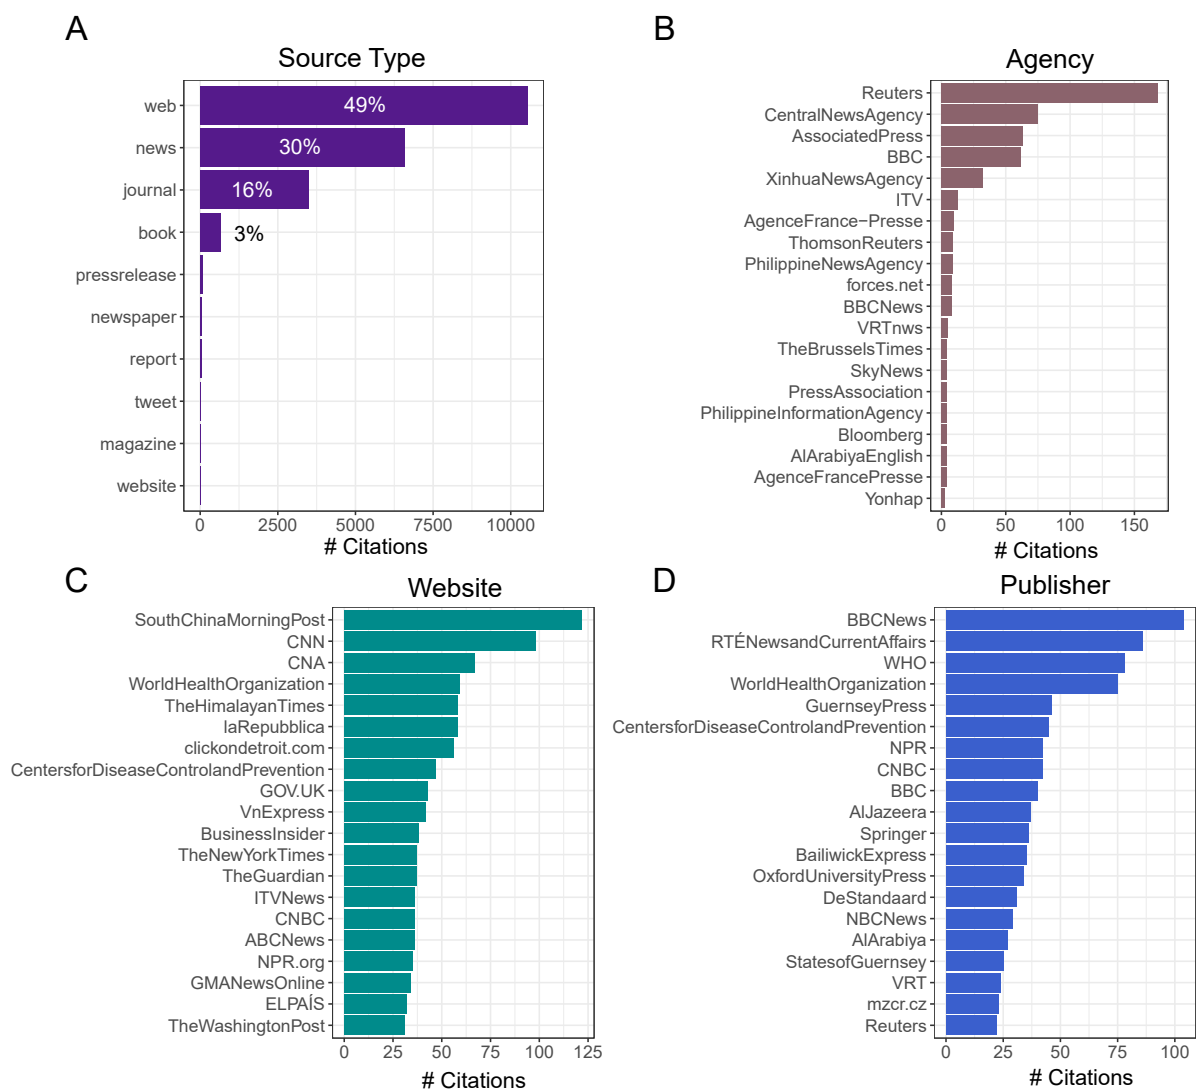 A
Source Type
web
49%
news
30%
journal
16%
book
3%
pressrelease
newspaper
report
tweet
magazine
website
0 2500 5000 7500 10000
# Citations
B
Agency
Reuters
CentralNewsAgency
AssociatedPress
BBC
XinhuaNewsAgency
ITV
AgenceFrance−Presse
ThomsonReuters
PhilippineNewsAgency
forces.net
BBCNews
VRTnws
TheBrusselsTimes
SkyNews
PressAssociation
PhilippineInformationAgency
Bloomberg
AlArabiyaEnglish
AgenceFrancePresse
Yonhap
0 50 100 150
# Citations
C
Website
SouthChinaMorningPost
CNN
CNA
WorldHealthOrganization
TheHimalayanTimes
laRepubblica
clickondetroit.com
CentersforDiseaseControlandPrevention
GOV.UK
VnExpress
BusinessInsider
TheNewYorkTimes
TheGuardian
ITVNews
CNBC
ABCNews
NPR.org
GMANewsOnline
ELPAÍS
TheWashingtonPost
0 25 50 75 100 125
# Citations
D
Publisher
BBCNews
RTÉNewsandCurrentAffairs
WHO
WorldHealthOrganization
GuernseyPress
CentersforDiseaseControlandPrevention
NPR
CNBC
BBC
AlJazeera
Springer
BailiwickExpress
OxfordUniversityPress
DeStandaard
NBCNews
AlArabiya
StatesofGuernsey
VRT
mzcr.cz
Reuters
0 25 50 75 100
# Citations